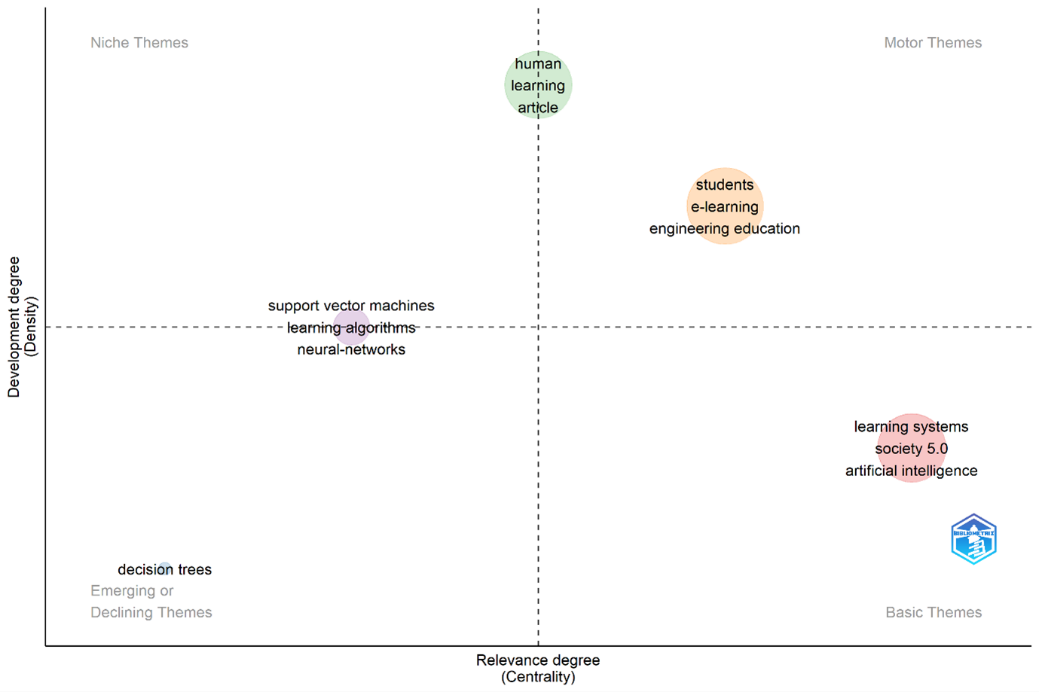 Niche Themes
Motor Themes
human
learning
article
students
e-learning
engineering education
support vector machines
learning algorithms
neural-networks
learning systems
society 5.0
artificial intelligence
BIBLIOMETRIX
decision trees
Emerging or
Declining Themes
Basic Themes
Development degree
(Density)
Relevance degree
(Centrality)